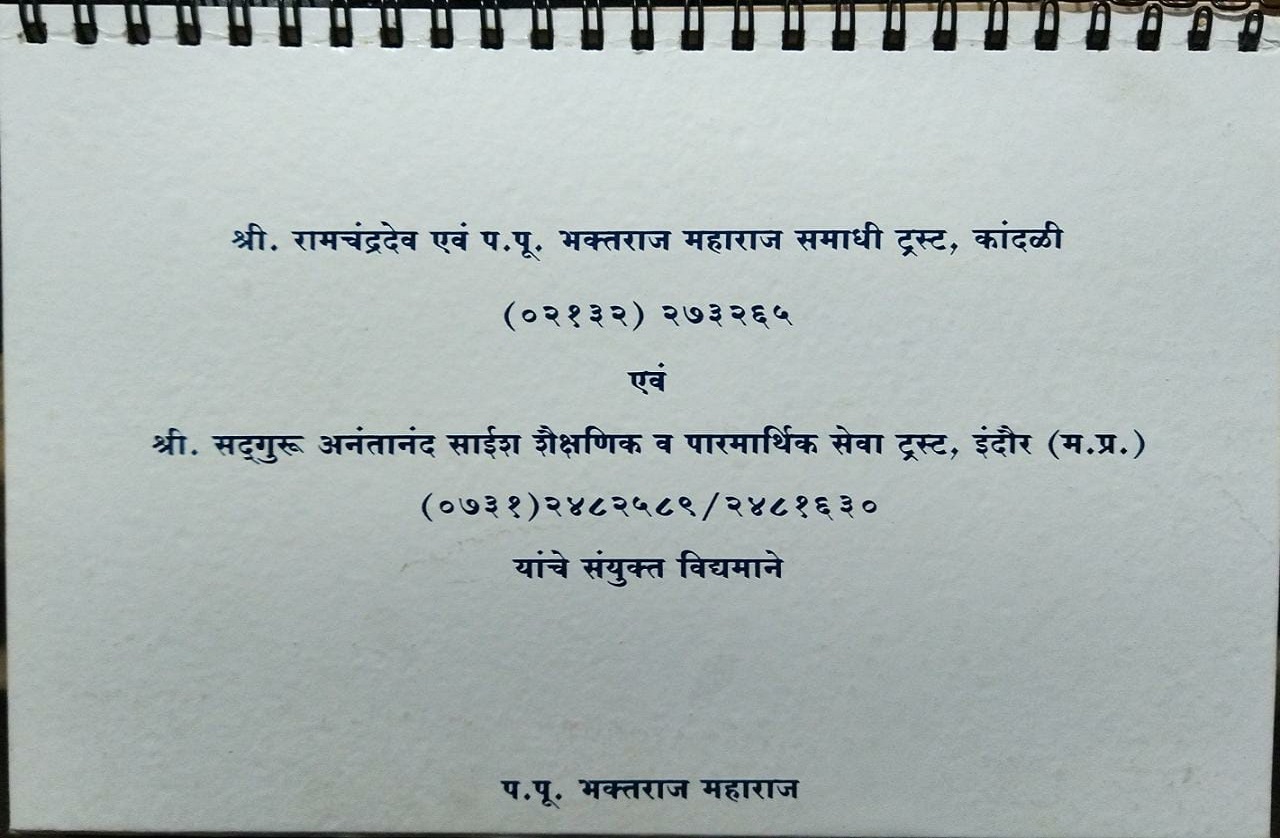 श्री. रामचंद्रदेव एवं प.पू. भक्तराज महाराज समाधी ट्रस्ट, कांदळी
(०२१३२) २७३२६५
एवं
श्री. सद्‌गुरू अनंतानंद साईश शैक्षणिक व पारमार्थिक सेवा ट्रस्ट, इंदौर (म.प्र.)
(०७३१)२४८२५८९/२४८१६३०
यांचे संयुक्त विद्यमाने
प.पू. भक्तराज महाराज